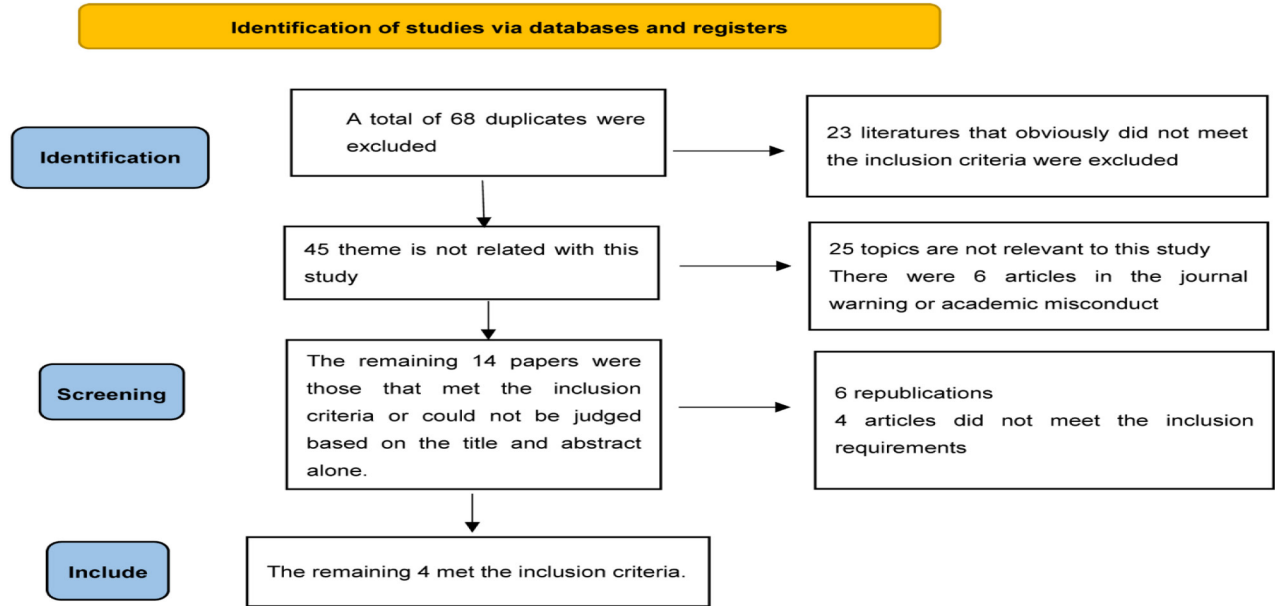 Identification of studies via databases and registers
Identification
A total of 68 duplicates were
excluded
23 literatures that obviously did not meet
the inclusion criteria were excluded
45 theme is not related with this
study
25 topics are not relevant to this study
There were 6 articles in the journal
warning or academic misconduct
Screening
The remaining 14 papers were
those that met the inclusion
criteria or could not be judged
based on the title and abstract
alone.
6 republications
4 articles did not meet the inclusion
requirements
Include
The remaining 4 met the inclusion criteria.